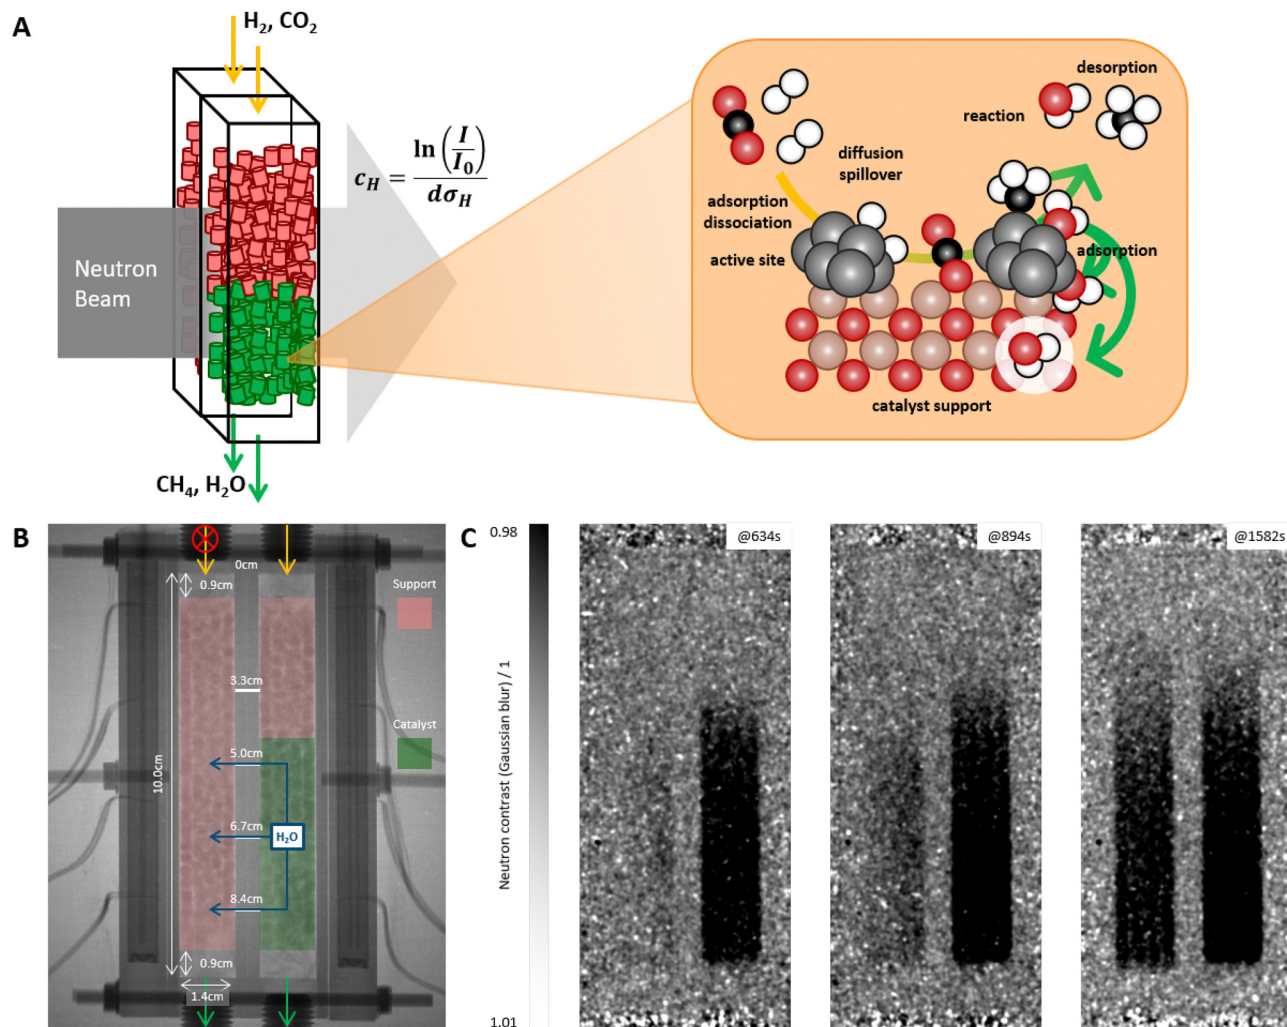 A
H₂, CO₂
c_H = ln(I/I₀) / dσ_H
Neutron
Beam
CH₄, H₂O
desorption
reaction
diffusion
spillover
adsorption
dissociation
active site
adsorption
catalyst support
B
0cm
0.9cm
Support
3.3cm
Catalyst
5.0cm
10.0cm
6.7cm
H₂O
8.4cm
0.9cm
1.4cm
C
0.98
Neutron contrast (Gaussian blur) / 1
1.01
@634s
@894s
@1582s